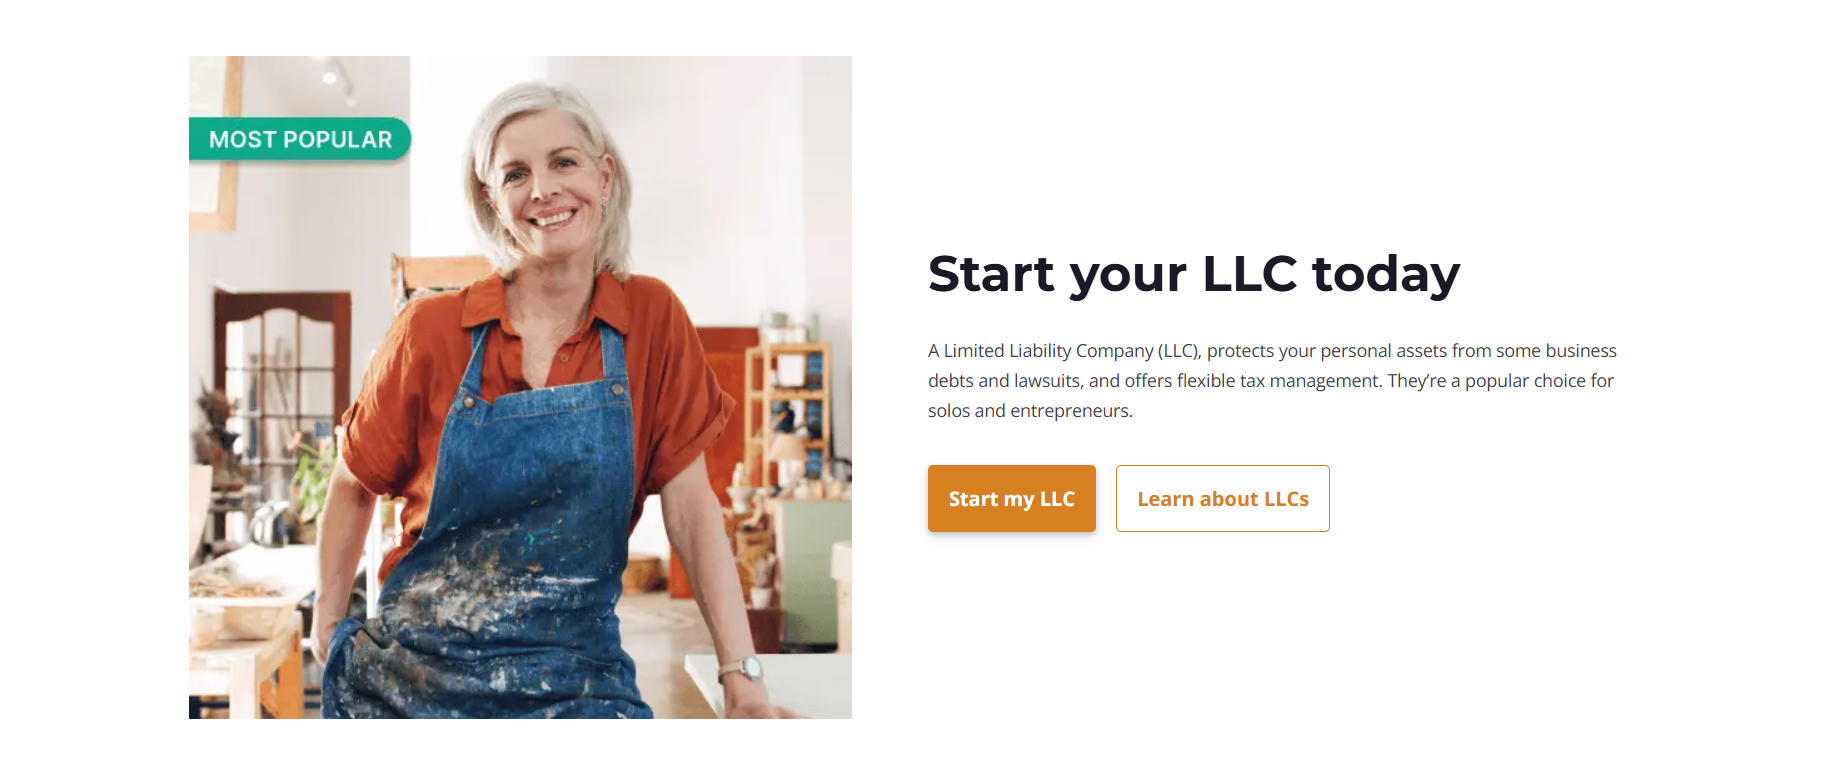 MOST POPULAR
Start your LLC today
A Limited Liability Company (LLC), protects your personal assets from some business
debts and lawsuits, and offers flexible tax management. They’re a popular choice for
solos and entrepreneurs.
Start my LLC
Learn about LLCs